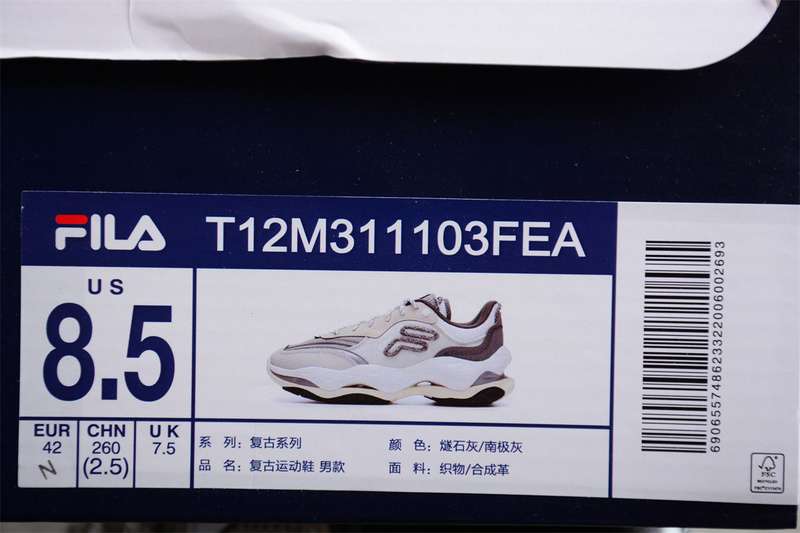 FILA T12M311103FEA
US
8.5
EUR
42
N
CHN
260
(2.5)
UK
7.5
系 列: 复古系列
颜 色: 燧石灰/南极灰
品 名: 复古运动鞋 男款
面 料: 织物/合成革
690655748623322006002693
FSC